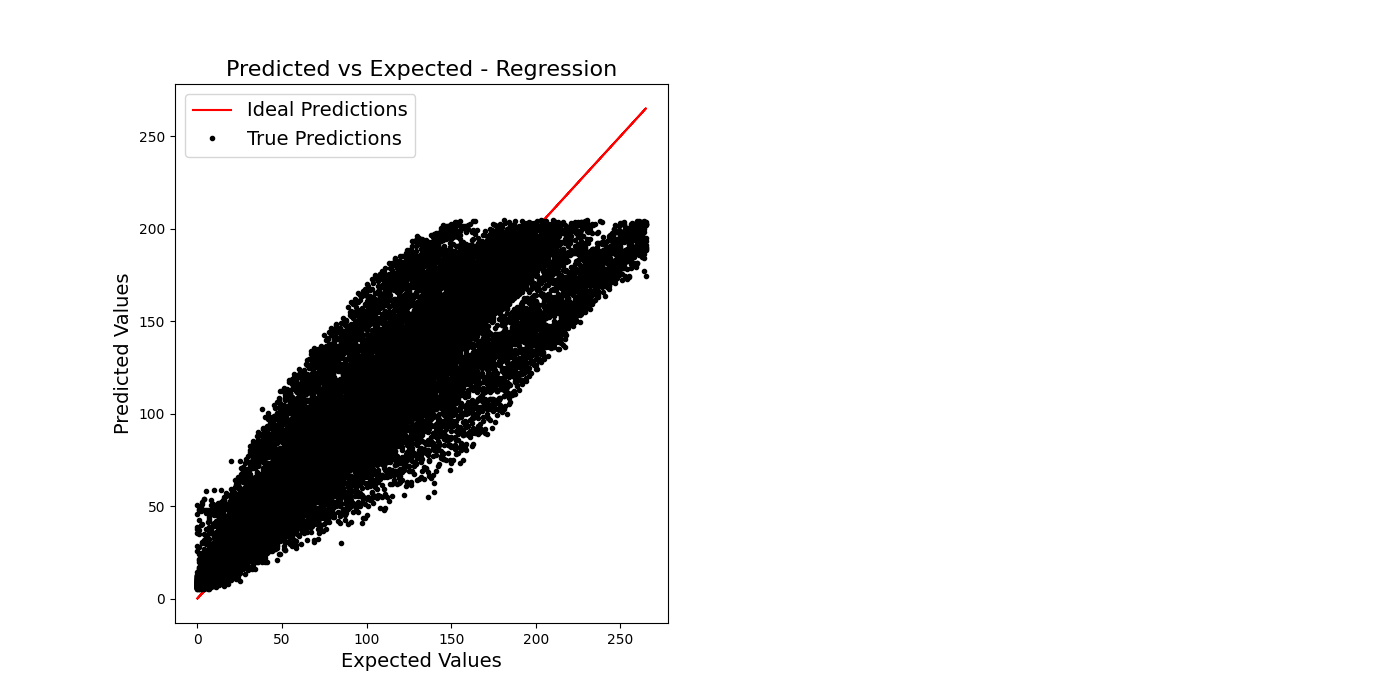 Predicted vs Expected - Regression
Ideal Predictions
True Predictions
250
200
150
100
50
0
Predicted Values
0 50 100 150 200 250
Expected Values